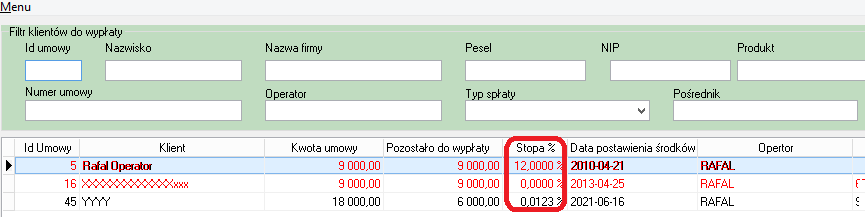 Menu
Filtr klientów do wypłaty
Id umowy Nazwisko Nazwa firmy Pesel NIP Produkt
Numer umowy Operator Typ spłaty Pośrednik
Id Umowy Klient Kwota umowy Pozostało do wypłaty Stopa % Data postawienia środków Opertor
5 Rafal Operator 9 000,00 9 000,00 12,0000 % 2010-04-21 RAFAL
16 XXXXXXXXXXXXxxx 9 000,00 9 000,00 0,0000 % 2013-04-25 RAFAL
45 YYYY 18 000,00 6 000,00 0,0123 % 2021-06-16 RAFAL